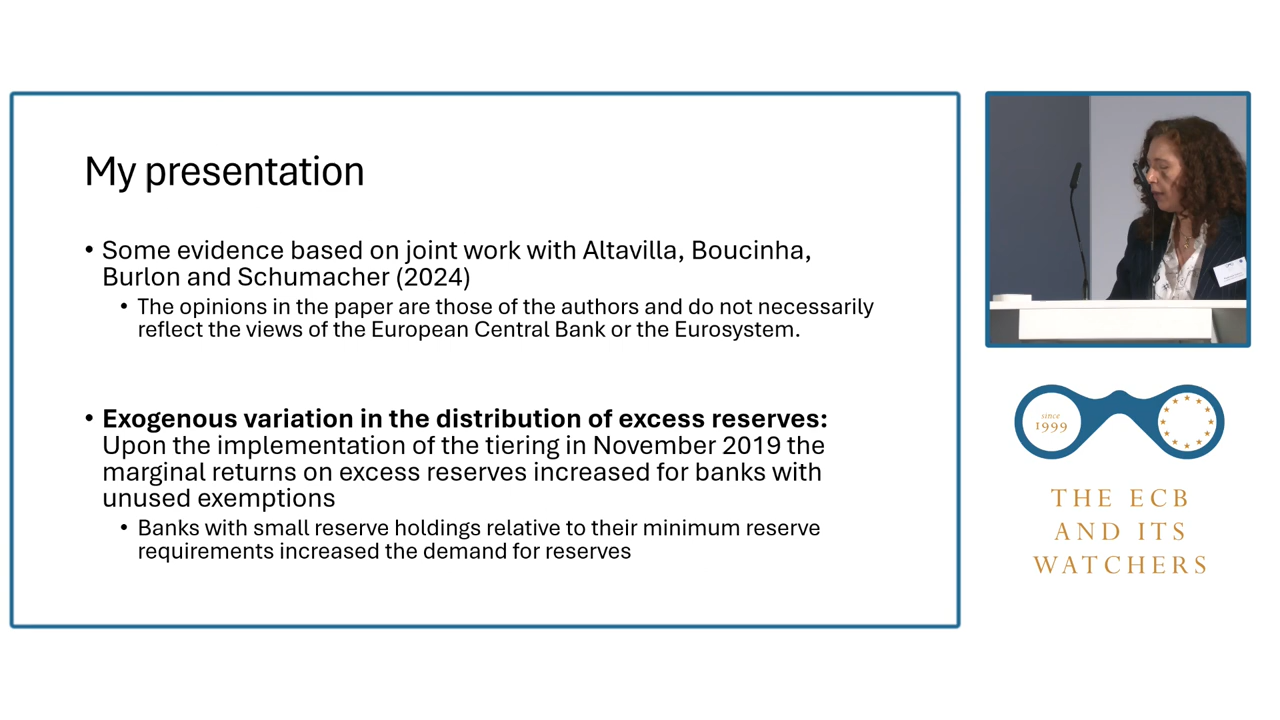 My presentation
• Some evidence based on joint work with Altavilla, Boucinha,
Burlon and Schumacher (2024)
• The opinions in the paper are those of the authors and do not necessarily
reflect the views of the European Central Bank or the Eurosystem.
• Exogenous variation in the distribution of excess reserves:
Upon the implementation of the tiering in November 2019 the
marginal returns on excess reserves increased for banks with
unused exemptions
• Banks with small reserve holdings relative to their minimum reserve
requirements increased the demand for reserves
since
1999
THE ECB
AND ITS
WATCHERS